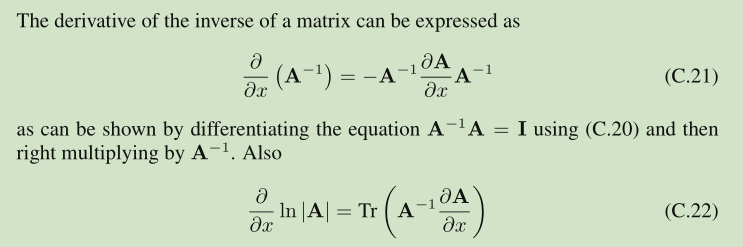 The derivative of the inverse of a matrix can be expressed as
∂/∂x (A⁻¹) = −A⁻¹ ∂A/∂x A⁻¹ (C.21)
as can be shown by differentiating the equation A⁻¹A = I using (C.20) and then
right multiplying by A⁻¹. Also
∂/∂x ln |A| = Tr (A⁻¹ ∂A/∂x) (C.22)